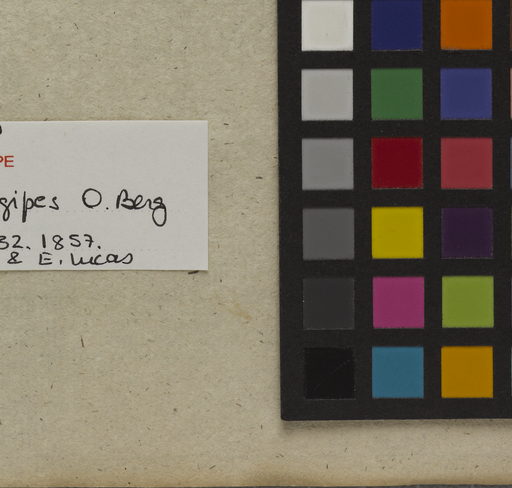 PE
gipes O. Berg
32. 1857.
& E. Lucas